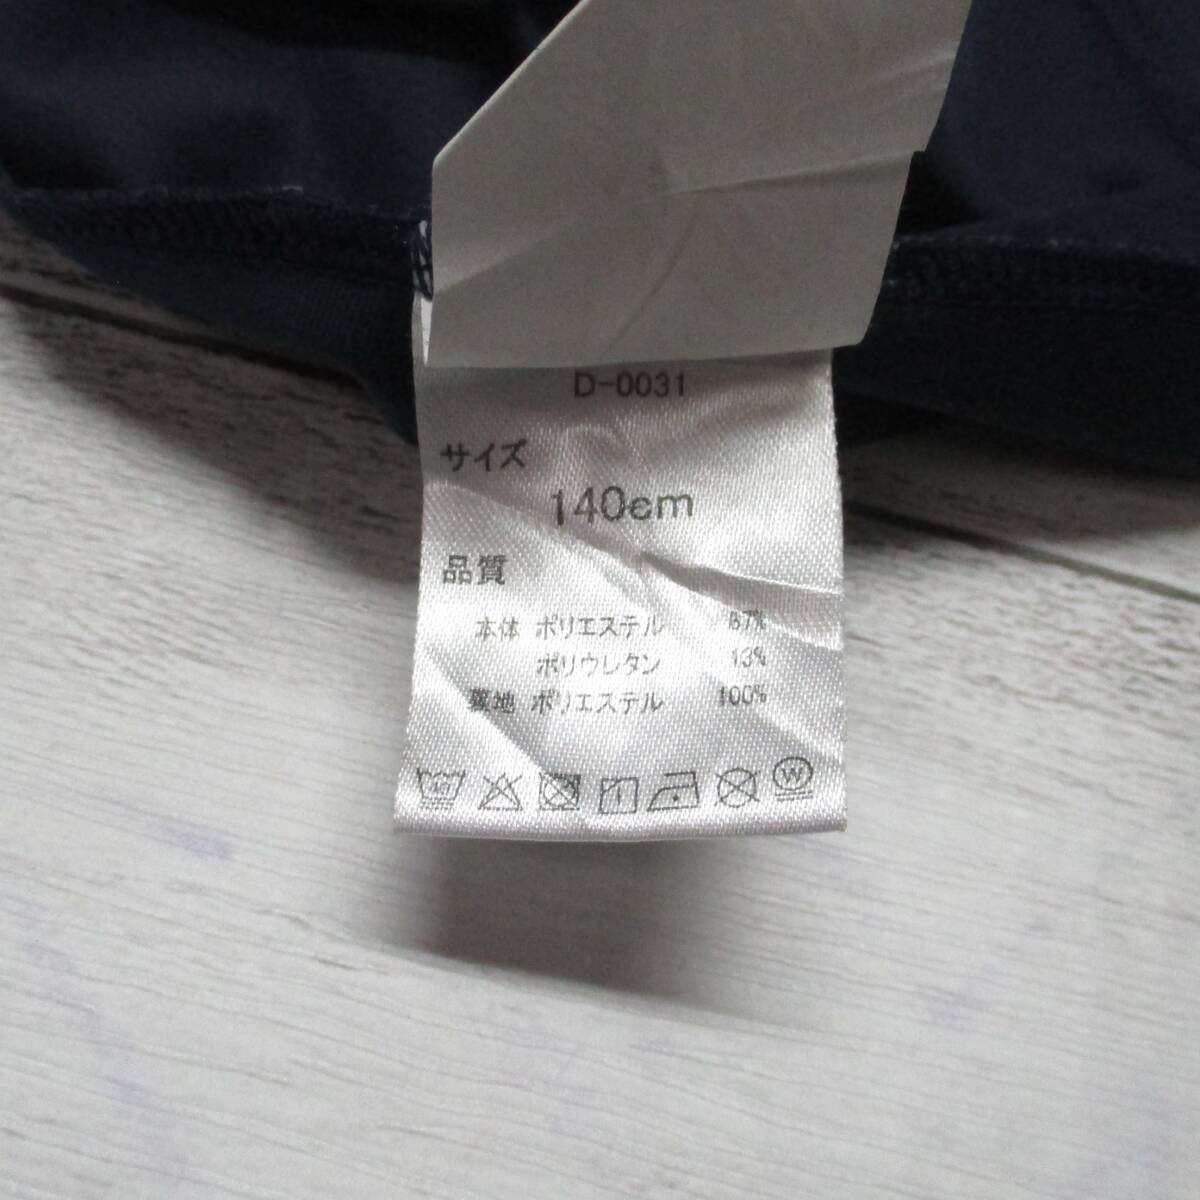 D-0031
サイズ
140cm
品質
本体 ポリエステル 87%
ポリウレタン 13%
裏地 ポリエステル 100%
40 W